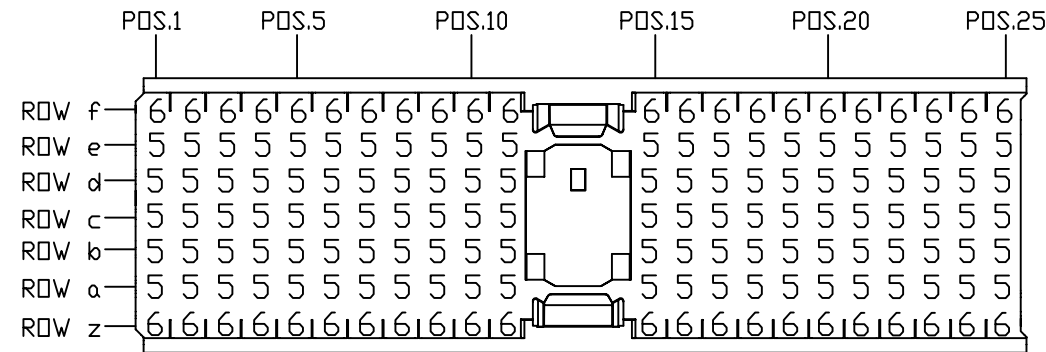 POS.1 POS.5 POS.10 POS.15 POS.20 POS.25
ROW f 6 6 6 6 6 6 6 6 6 6 6 6 6 6 6 6 6 6 6 6 6 6
ROW e 5 5 5 5 5 5 5 5 5 5 5 5 5 5 5 5 5 5 5 5 5 5
ROW d 5 5 5 5 5 5 5 5 5 5 5 5 5 5 5 5 5 5 5 5 5 5
ROW c 5 5 5 5 5 5 5 5 5 5 5 5 5 5 5 5 5 5 5 5 5 5
ROW b 5 5 5 5 5 5 5 5 5 5 5 5 5 5 5 5 5 5 5 5 5 5
ROW a 5 5 5 5 5 5 5 5 5 5 5 5 5 5 5 5 5 5 5 5 5 5
ROW z 6 6 6 6 6 6 6 6 6 6 6 6 6 6 6 6 6 6 6 6 6 6